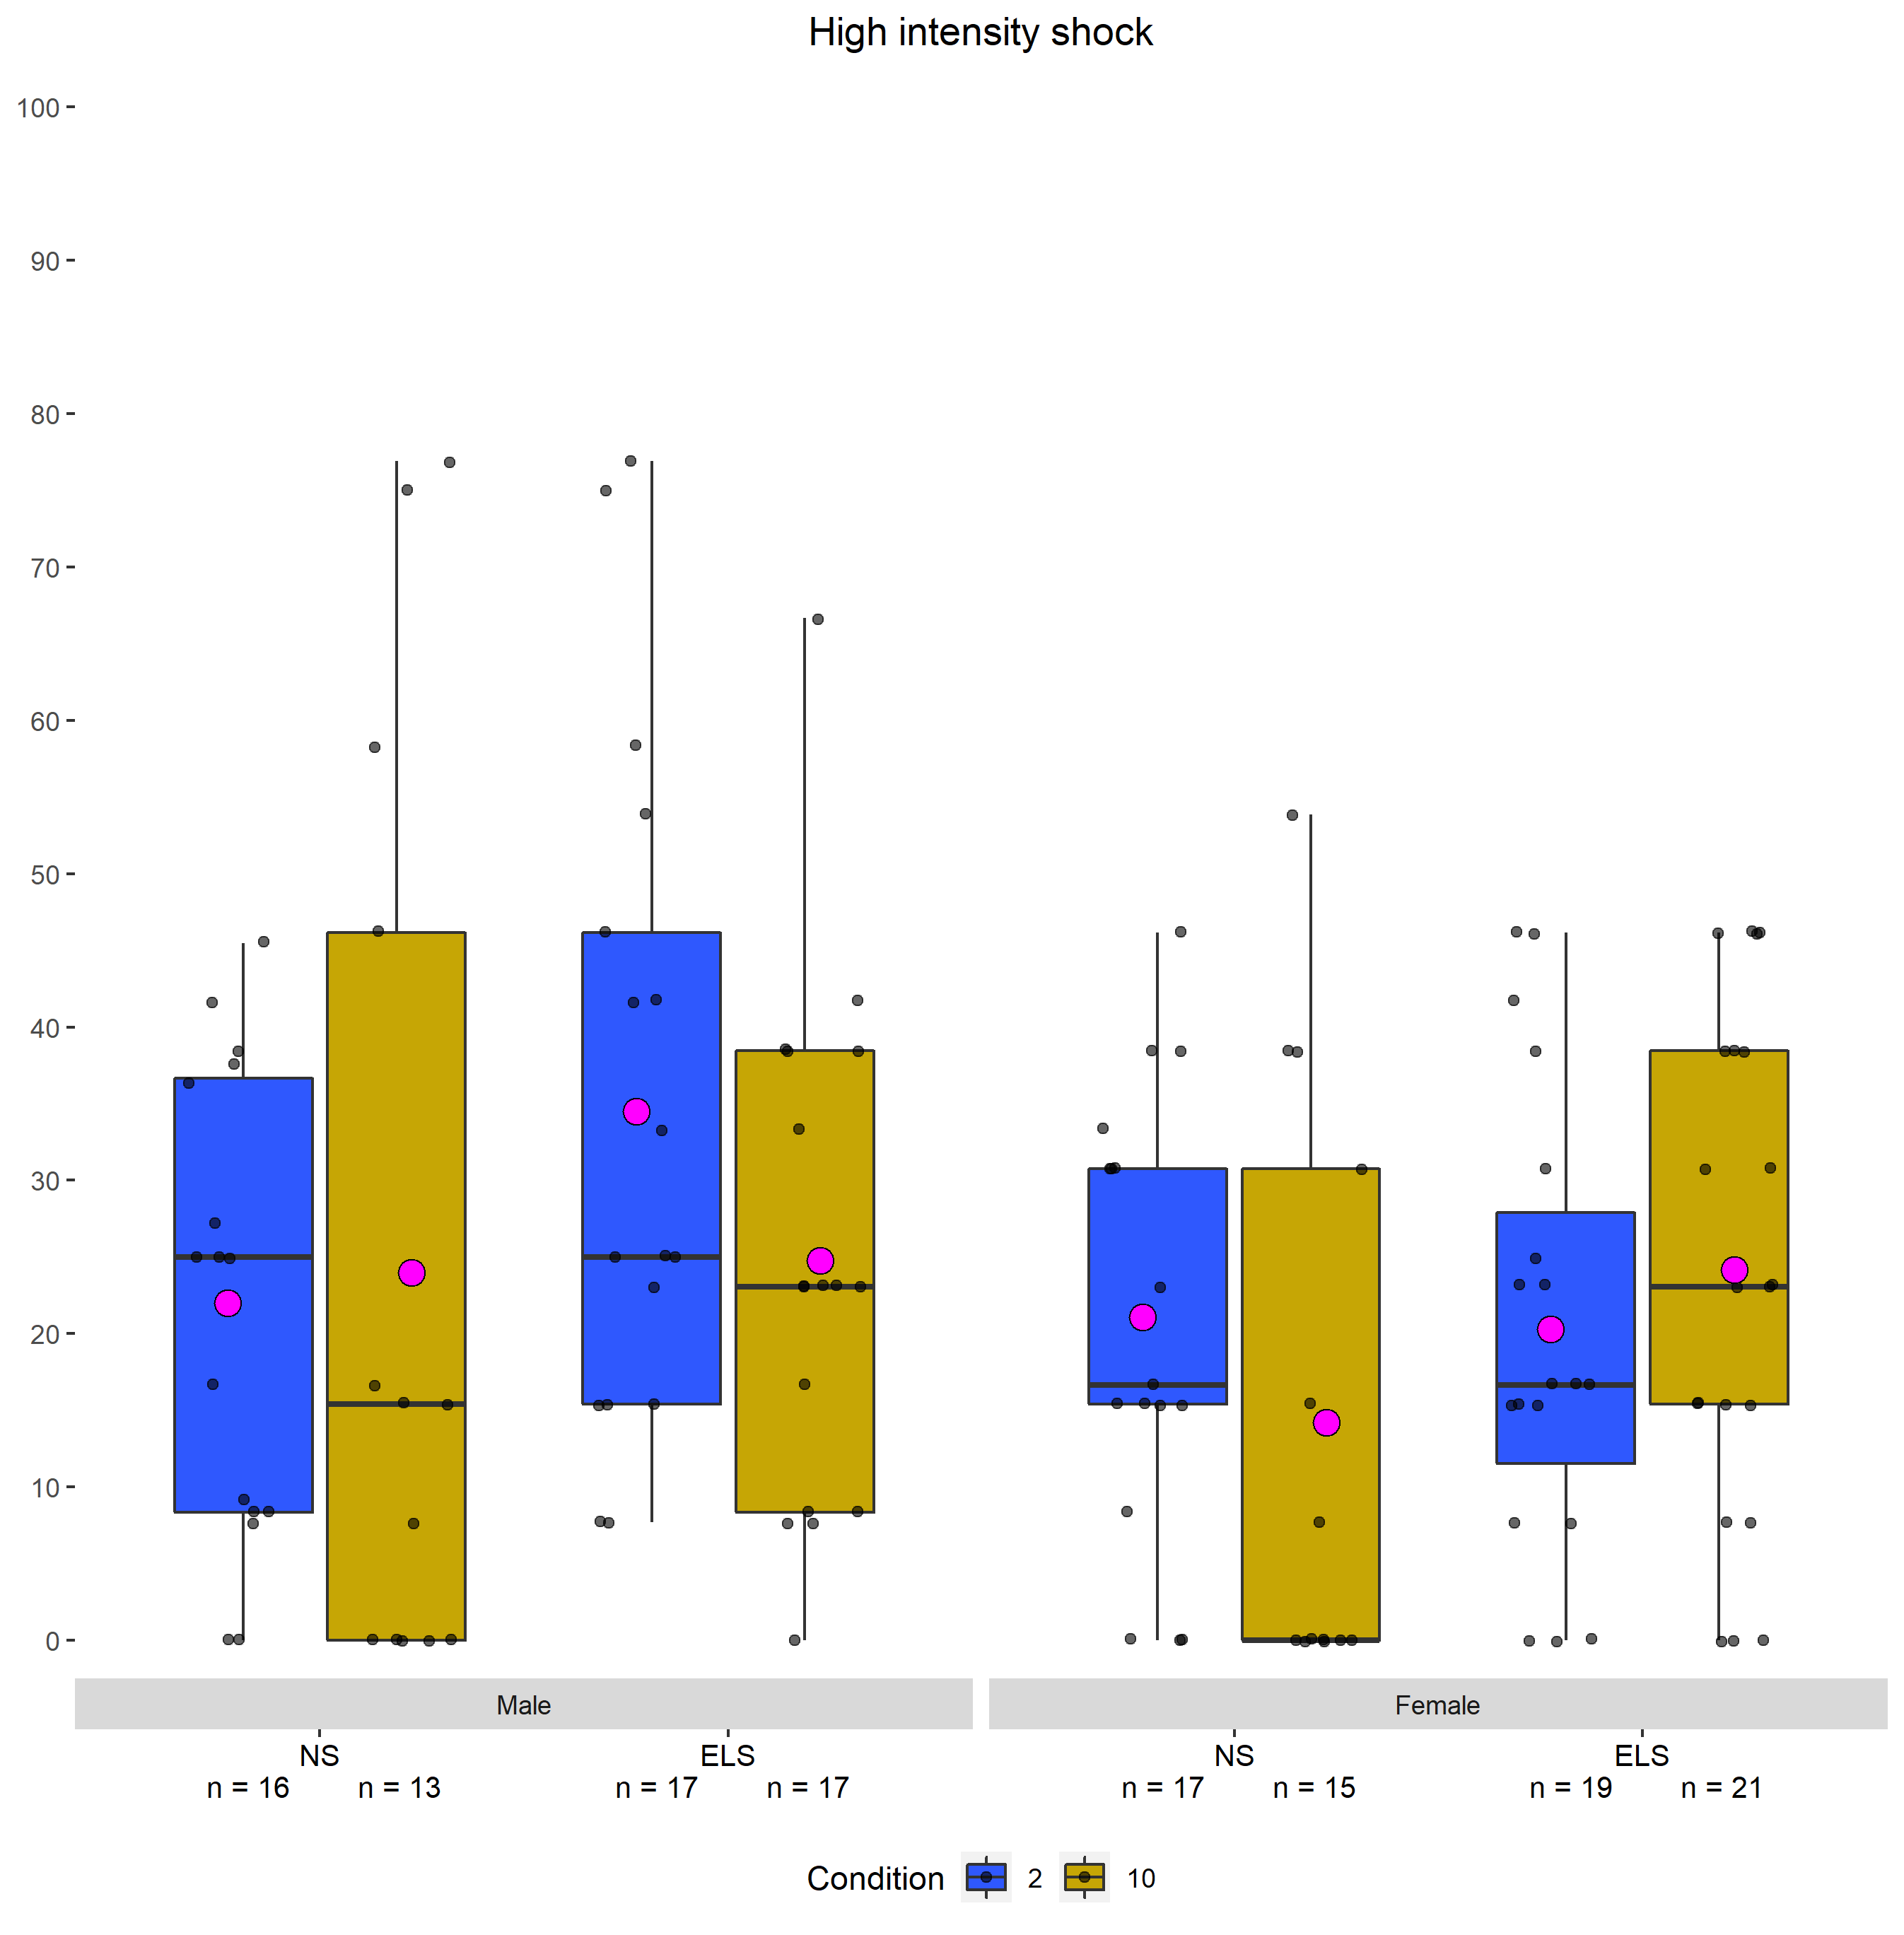 High intensity shock
100
90
80
70
60
50
40
30
20
10
0
Male Female
NS ELS NS ELS
n = 16 n = 13 n = 17 n = 17 n = 17 n = 15 n = 19 n = 21
Condition 2 10